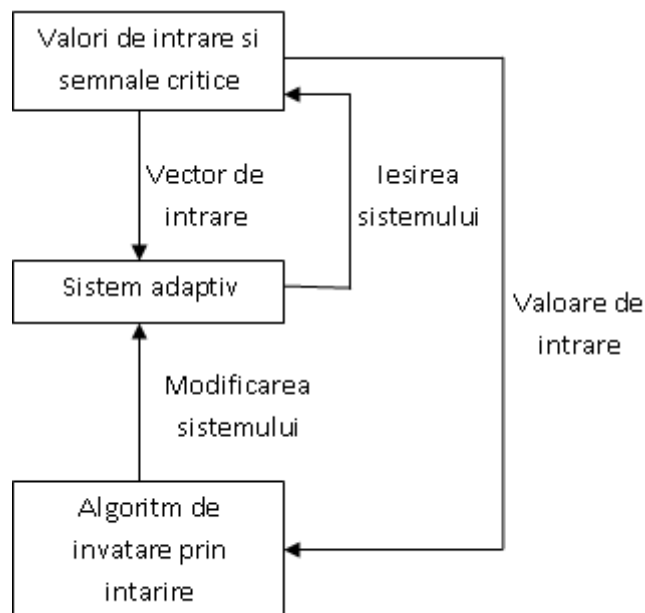 Valori de intrare si
semnale critice
Vector de
intrare
Iesirea
sistemului
Sistem adaptiv
Valoare de
intrare
Modificarea
sistemului
Algoritm de
invatare prin
intarire